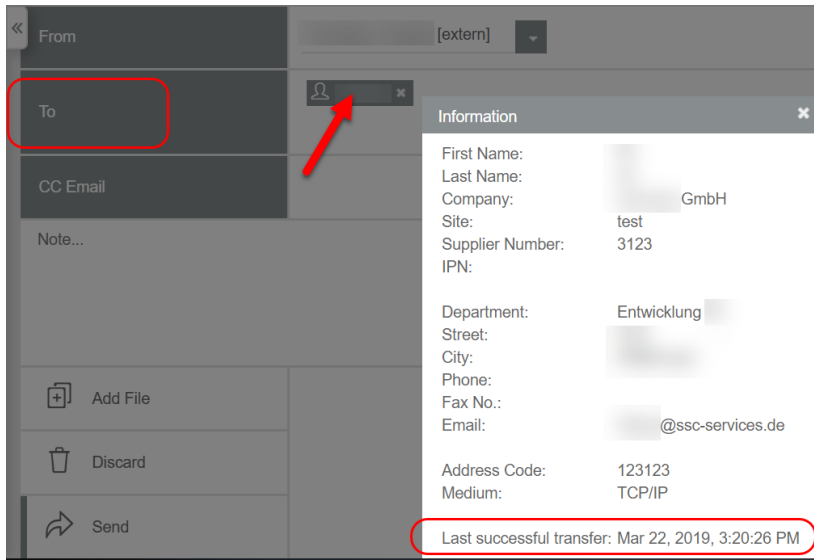 From
[extern]
To
CC Email
Note...
Add File
Discard
Send
Information
First Name:
Last Name:
Company: GmbH
Site: test
Supplier Number: 3123
IPN:
Department: Entwicklung
Street:
City:
Phone:
Fax No.:
Email: @ssc-services.de
Address Code: 123123
Medium: TCP/IP
Last successful transfer: Mar 22, 2019, 3:20:26 PM